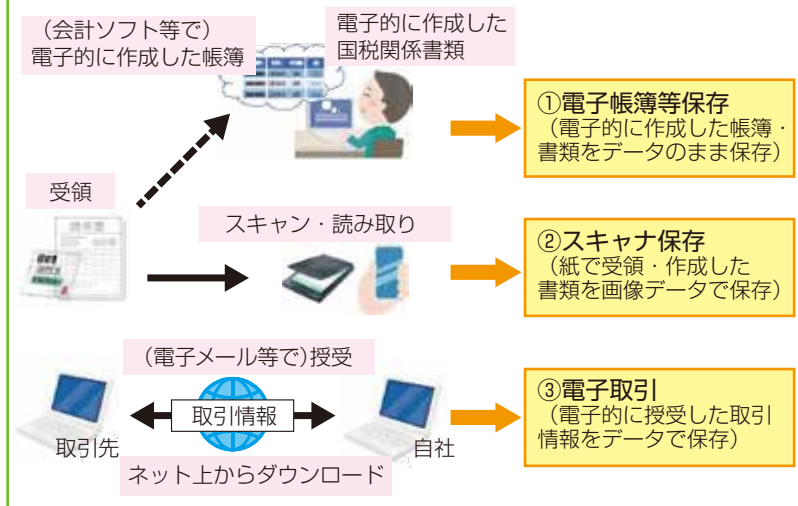 (会計ソフト等で)
電子的に作成した帳簿
電子的に作成した
国税関係書類
①電子帳簿等保存
(電子的に作成した帳簿・
書類をデータのまま保存)
受領
スキャン・読み取り
②スキャナ保存
(紙で受領・作成した
書類を画像データで保存)
(電子メール等で)授受
取引情報
取引先
自社
ネット上からダウンロード
③電子取引
(電子的に授受した取引
情報をデータで保存)